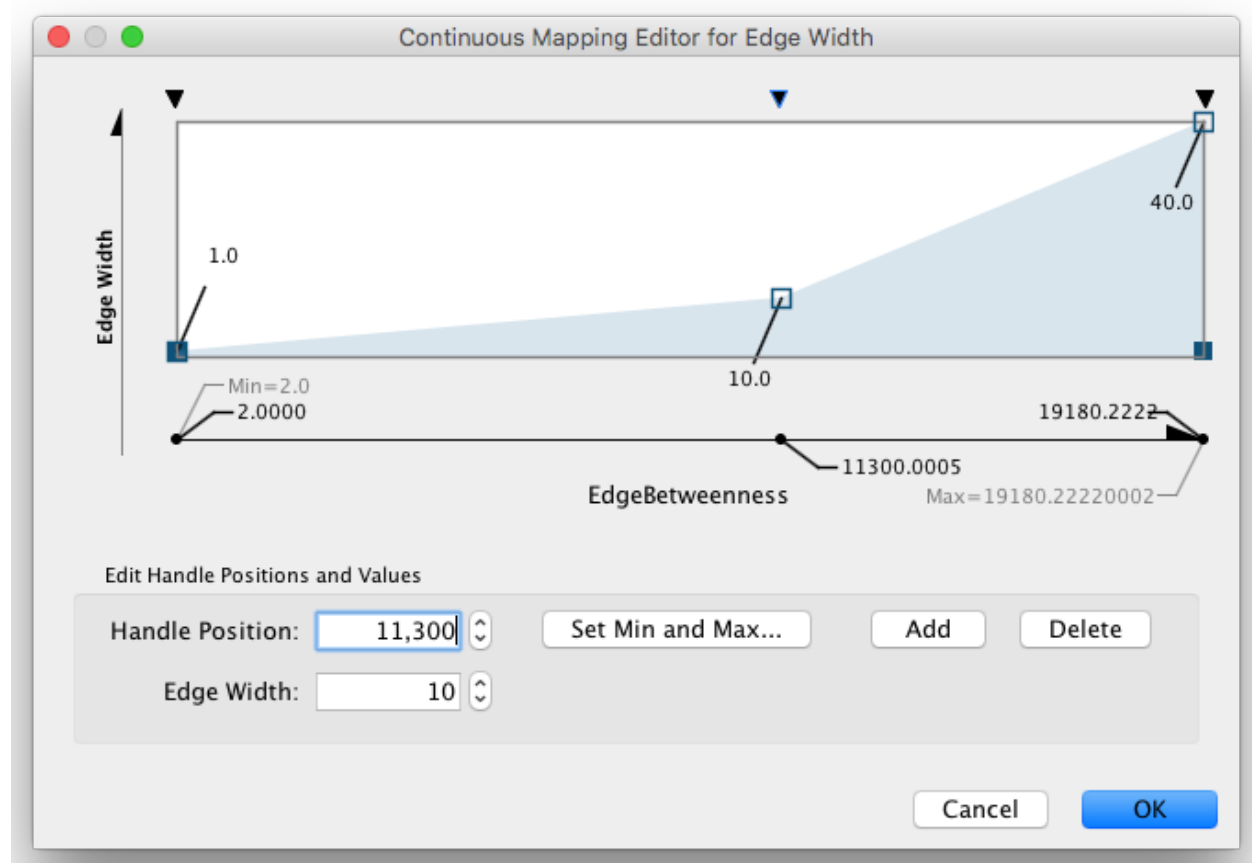 Continuous Mapping Editor for Edge Width
Edge Width
1.0
10.0
40.0
Min=2.0
2.0000
19180.2222
11300.0005
EdgeBetweenness
Max=19180.22220002
Edit Handle Positions and Values
Handle Position: 11,300 Set Min and Max... Add Delete
Edge Width: 10
Cancel OK